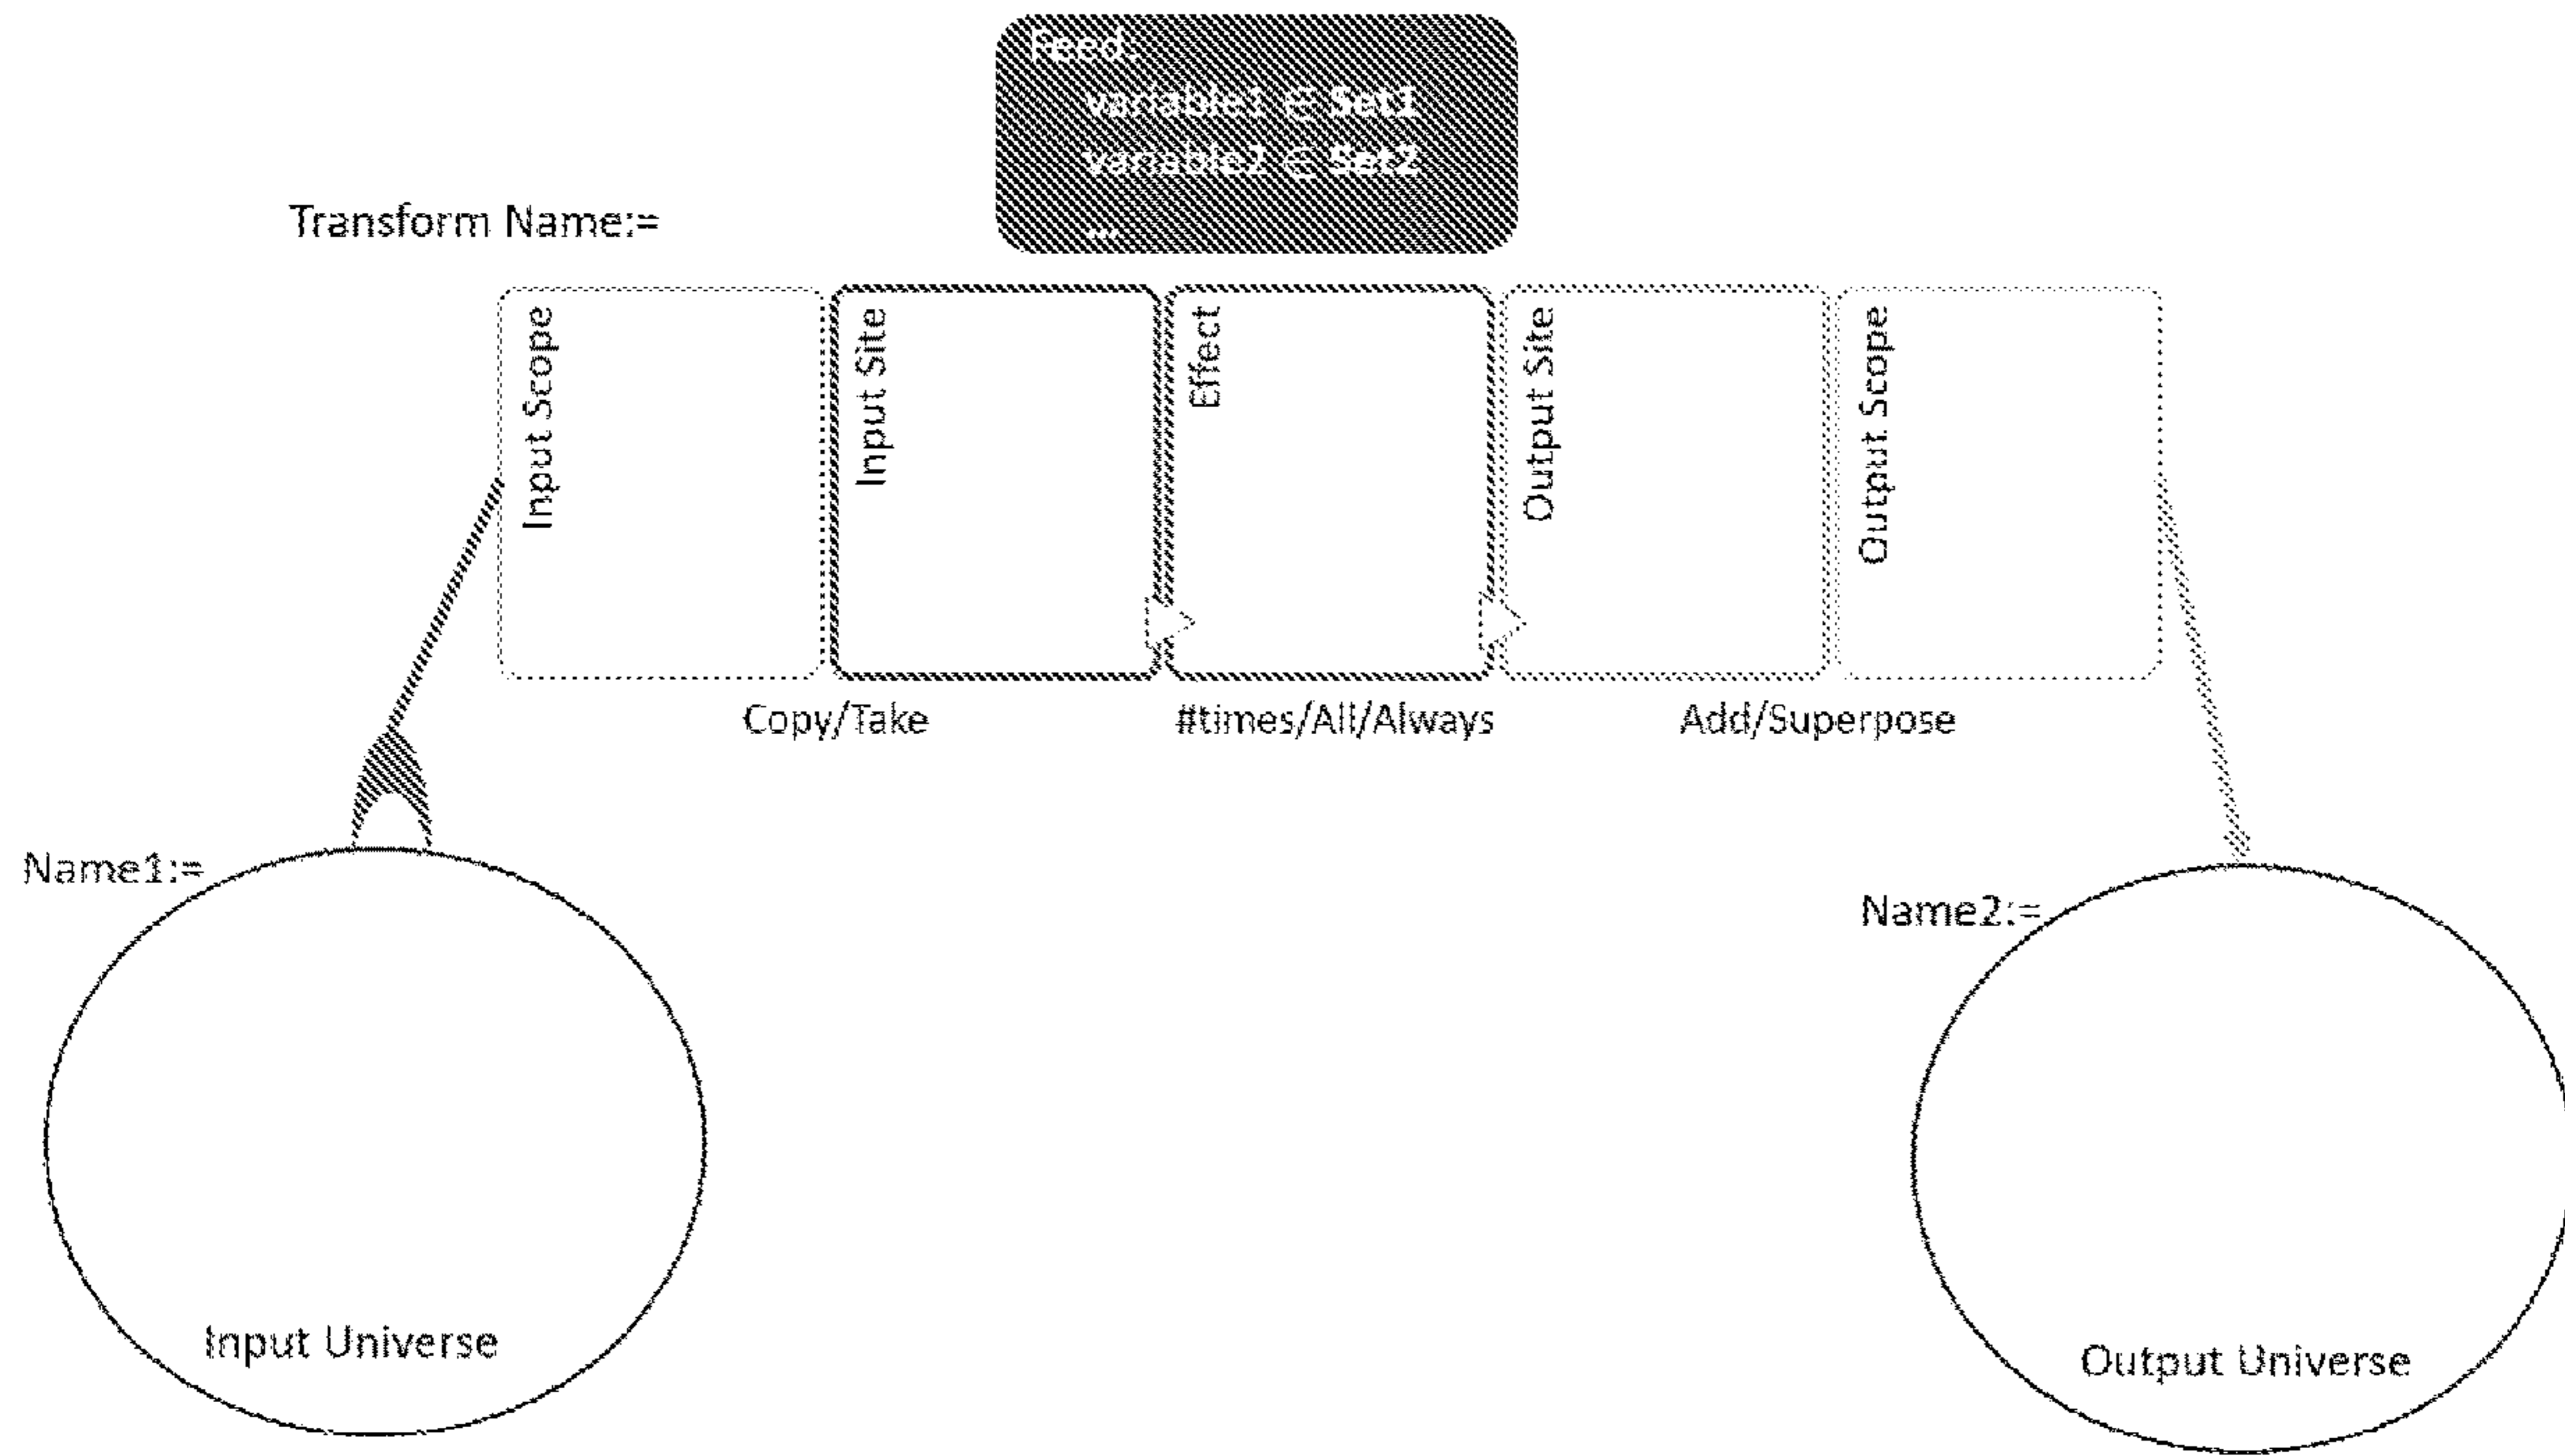 Feed:
variable1 ∈ Set1
variable2 ∈ Set2
...
Transform Name:=
Input Scope
Input Site
Effect
Output Site
Output Scope
Copy/Take
#times/All/Always
Add/Superpose
Name1:=
Name2:=
Input Universe
Output Universe